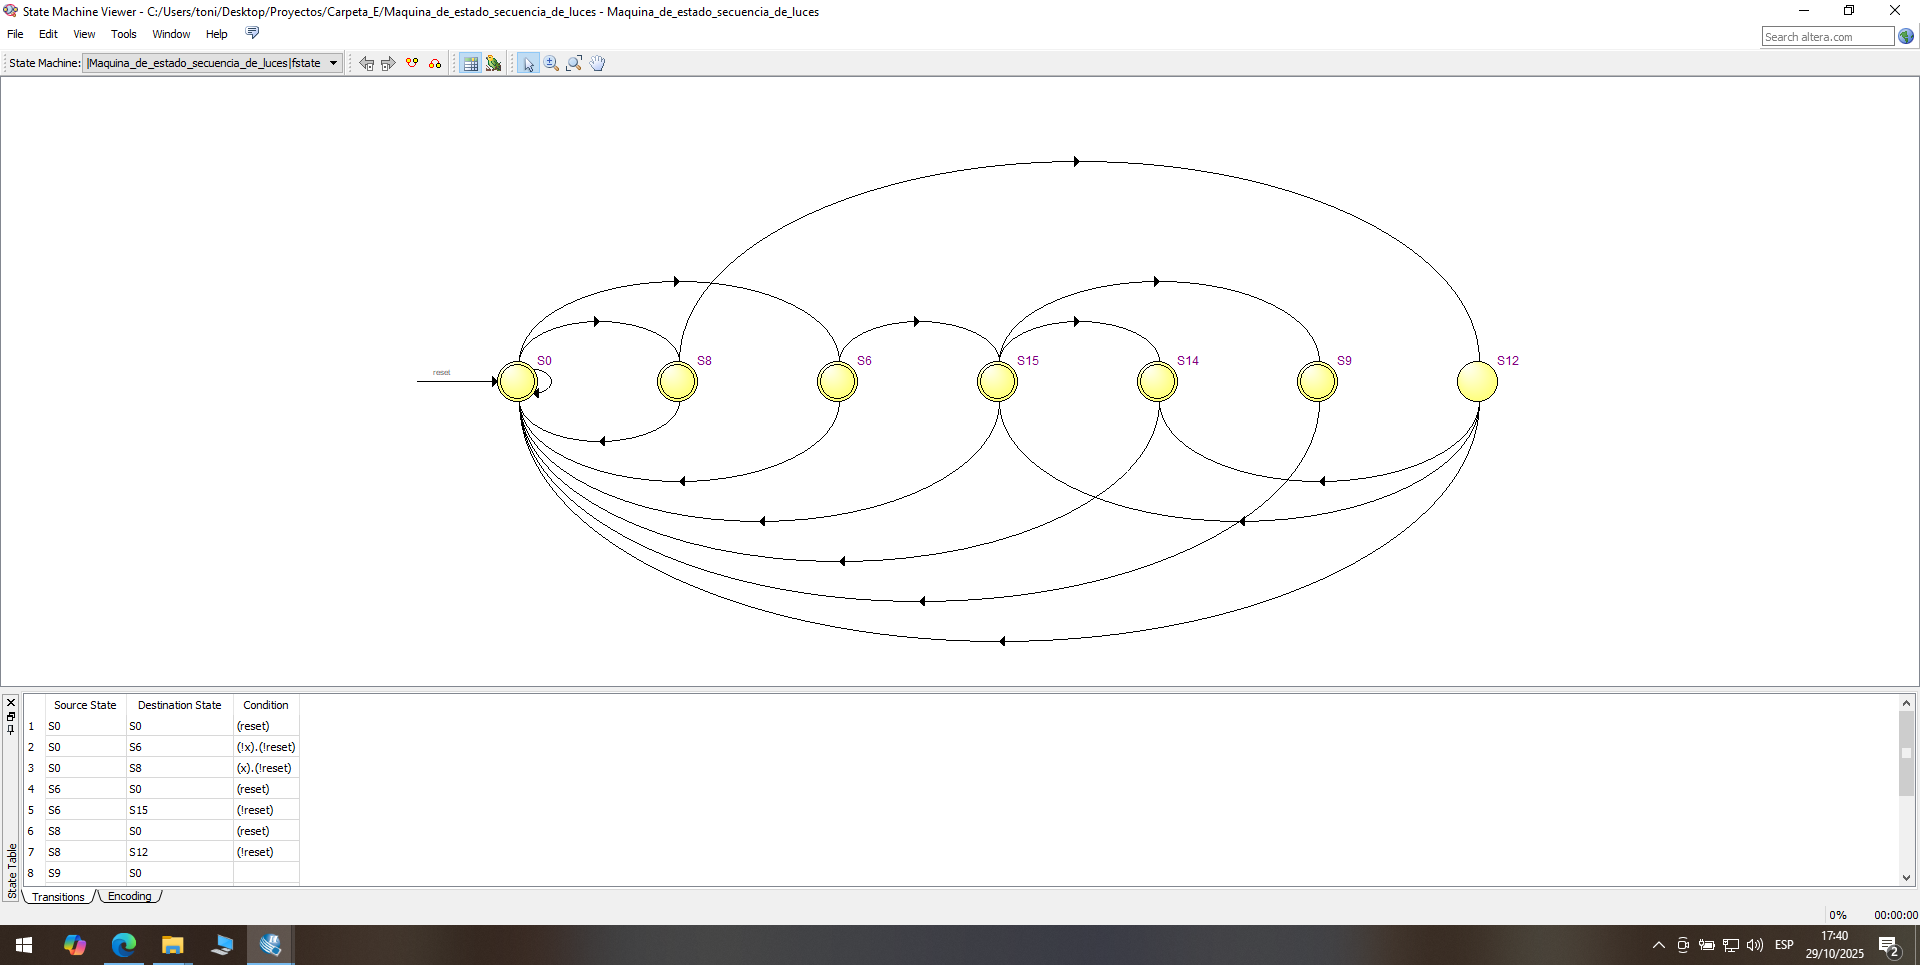 State Machine Viewer - C:/Users/toni/Desktop/Proyectos/Carpeta_E/Maquina_de_estado_secuencia_de_luces - Maquina_de_estado_secuencia_de_luces
File Edit View Tools Window Help
Search altera.com
State Machine: |Maquina_de_estado_secuencia_de_luces|fstate
reset
S0 S8 S6 S15 S14 S9 S12
State Table
Source State Destination State Condition
1 S0 S0 (reset)
2 S0 S6 (!x).(!reset)
3 S0 S8 (x).(!reset)
4 S6 S0 (reset)
5 S6 S15 (!reset)
6 S8 S0 (reset)
7 S8 S12 (!reset)
8 S9 S0
Transitions Encoding
0% 00:00:00
ESP 17:40
29/10/2025 2